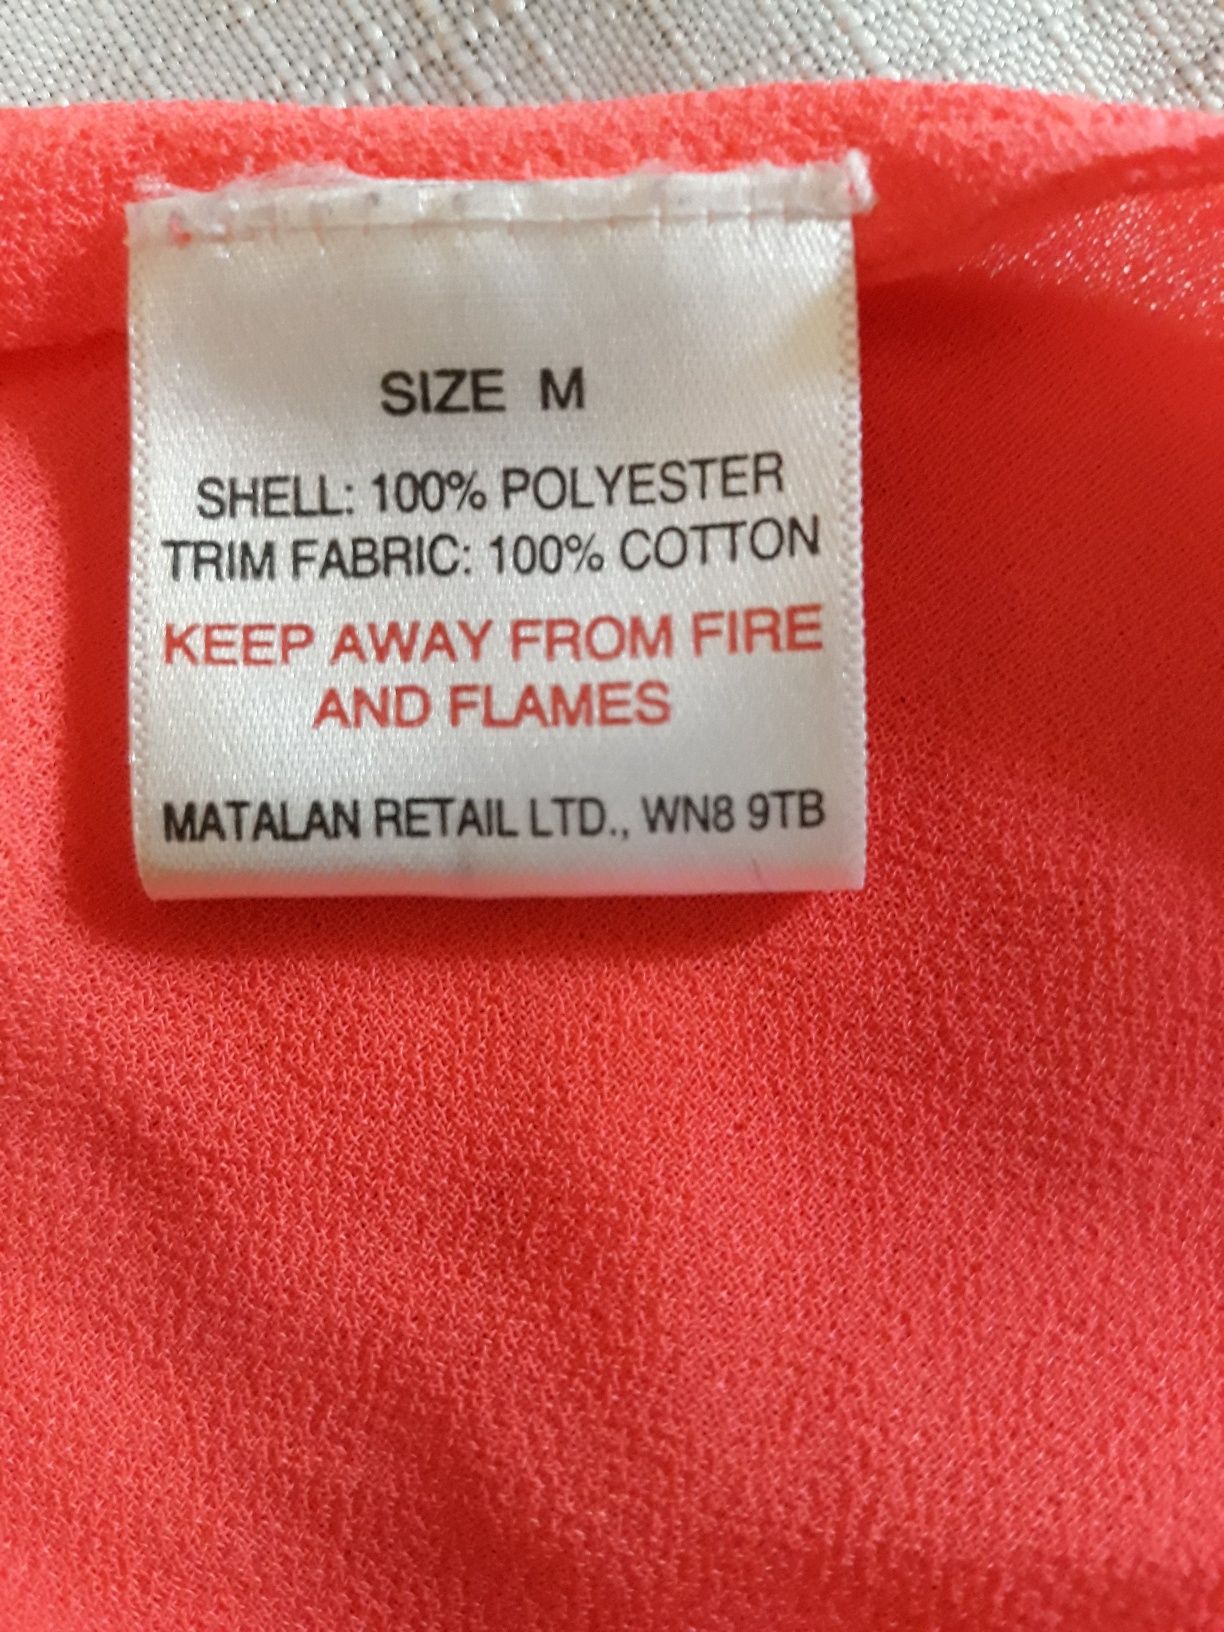 SIZE M
SHELL: 100% POLYESTER
TRIM FABRIC: 100% COTTON
KEEP AWAY FROM FIRE
AND FLAMES
MATALAN RETAIL LTD., WN8 9TB